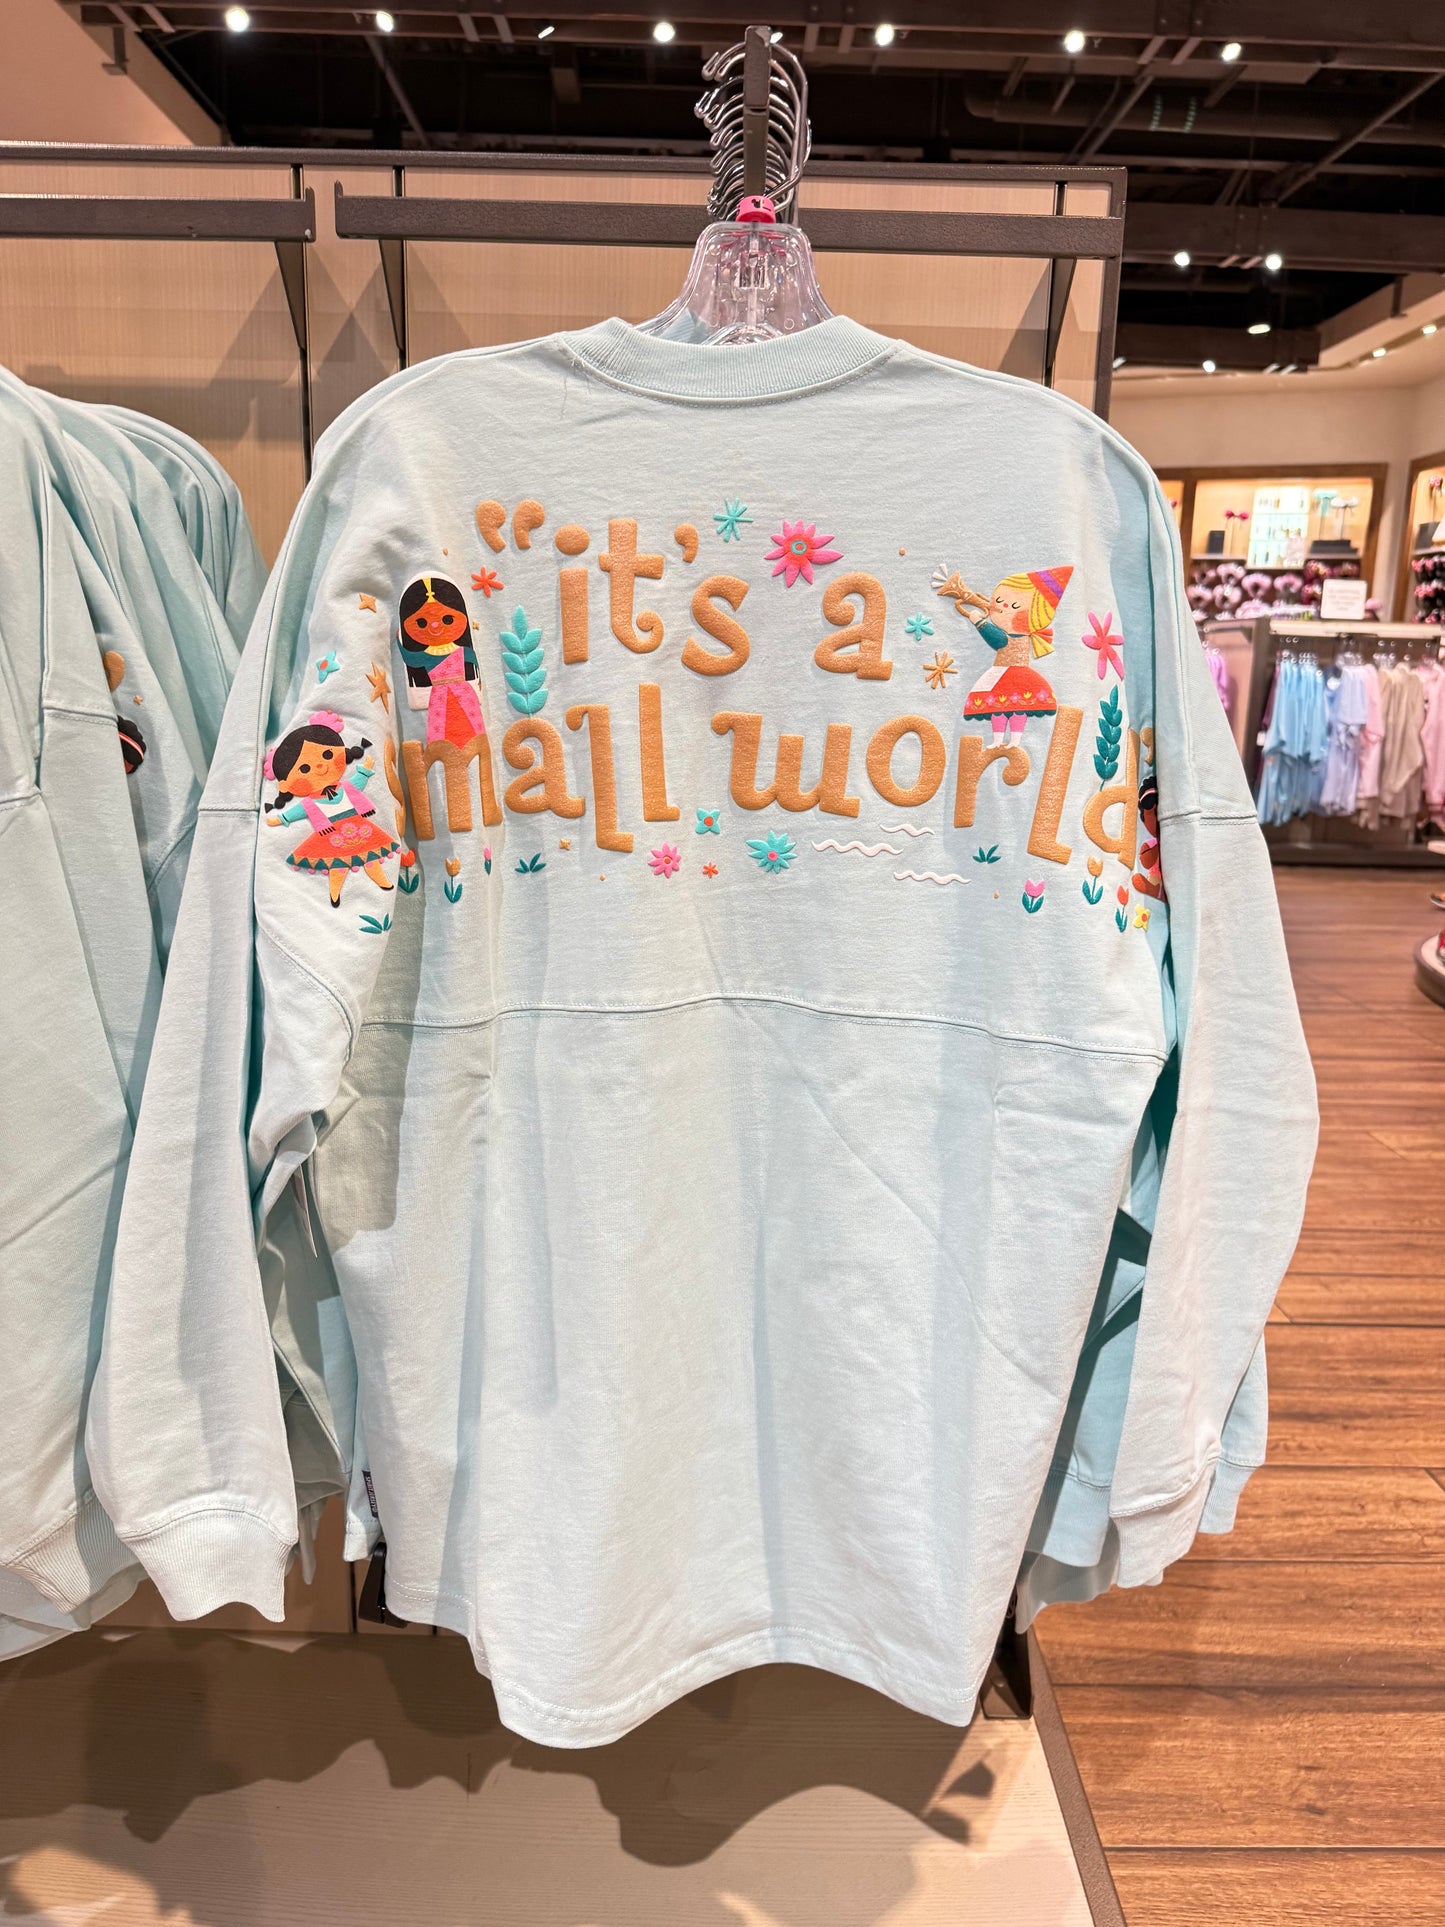 “it's a
small world”